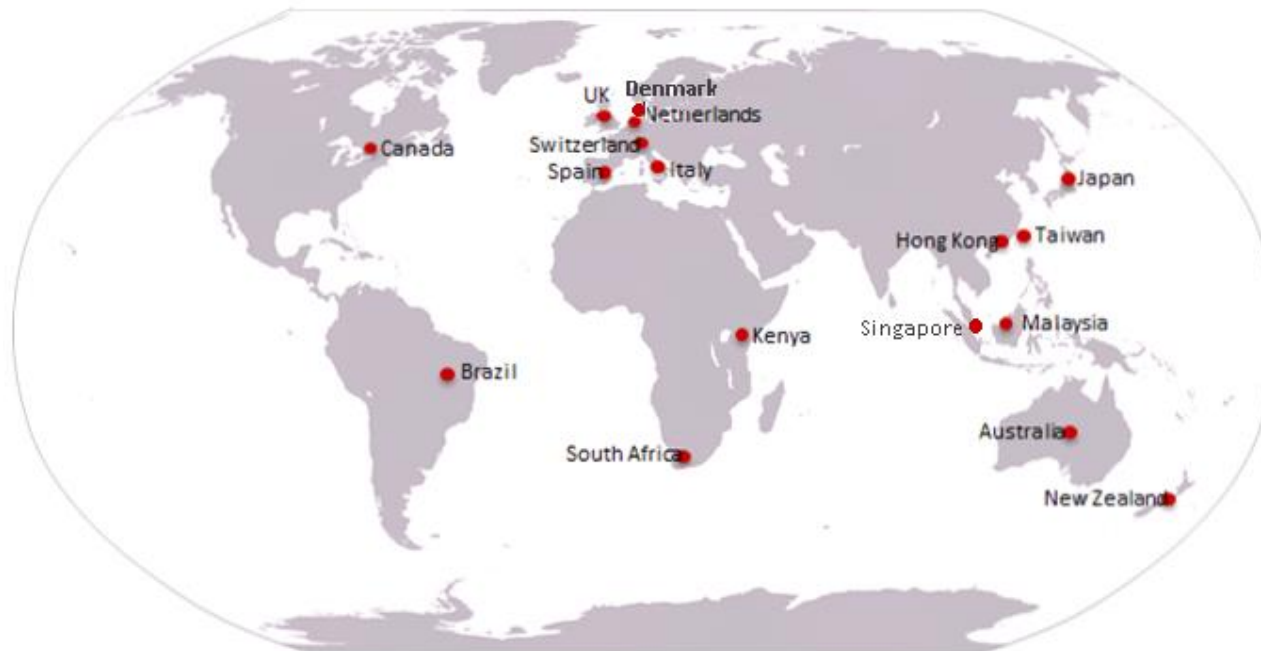 Denmark
UK
Netherlands
Canada
Switzerland
Spain
Italy
Japan
Hong Kong
Taiwan
Singapore
Malaysia
Kenya
Brazil
Australia
South Africa
New Zealand